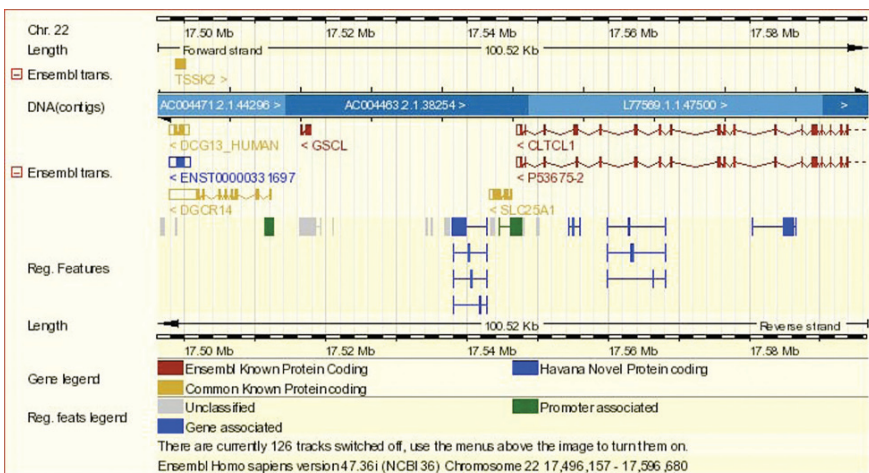 Chr. 22
17.50 Mb 17.52 Mb 17.54 Mb 17.56 Mb 17.58 Mb
Length Forward strand 100.52 Kb
Ensembl trans.
TSSK2 >
DNA(contigs) AC004471.2.1.44296 > AC004463.2.1.38254 > L77569.1.1.47500 > >
< DCG13_HUMAN < GSCL < CLTCL1
Ensembl trans.
< ENST00000331697 < P53675-2
< DGCR14 < SLC25A1
Reg. Features
Length 100.52 Kb Reverse strand
17.50 Mb 17.52 Mb 17.54 Mb 17.56 Mb 17.58 Mb
Gene legend
Ensembl Known Protein Coding Havana Novel Protein coding
Common Known Protein coding
Reg. feats legend
Unclassified Promoter associated
Gene associated
There are currently 126 tracks switched off, use the menus above the image to turn them on.
Ensembl Homo sapiens version 47.36i (NCBI 36) Chromosome 22 17,496,157 - 17,596,680